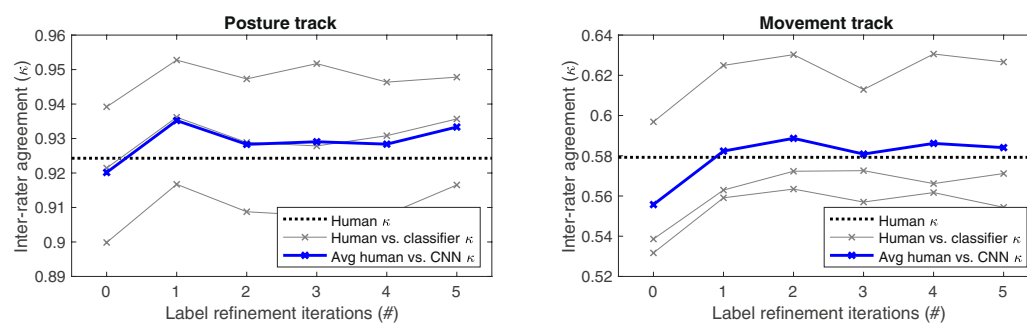 Posture track
0.96
0.95
0.94
0.93
0.92
0.91
0.9
0.89
Inter-rater agreement (κ)
Human κ
Human vs. classifier κ
Avg human vs. CNN κ
0 1 2 3 4 5
Label refinement iterations (#)
Movement track
0.64
0.62
0.6
0.58
0.56
0.54
0.52
Inter-rater agreement (κ)
Human κ
Human vs. classifier κ
Avg human vs. CNN κ
0 1 2 3 4 5
Label refinement iterations (#)